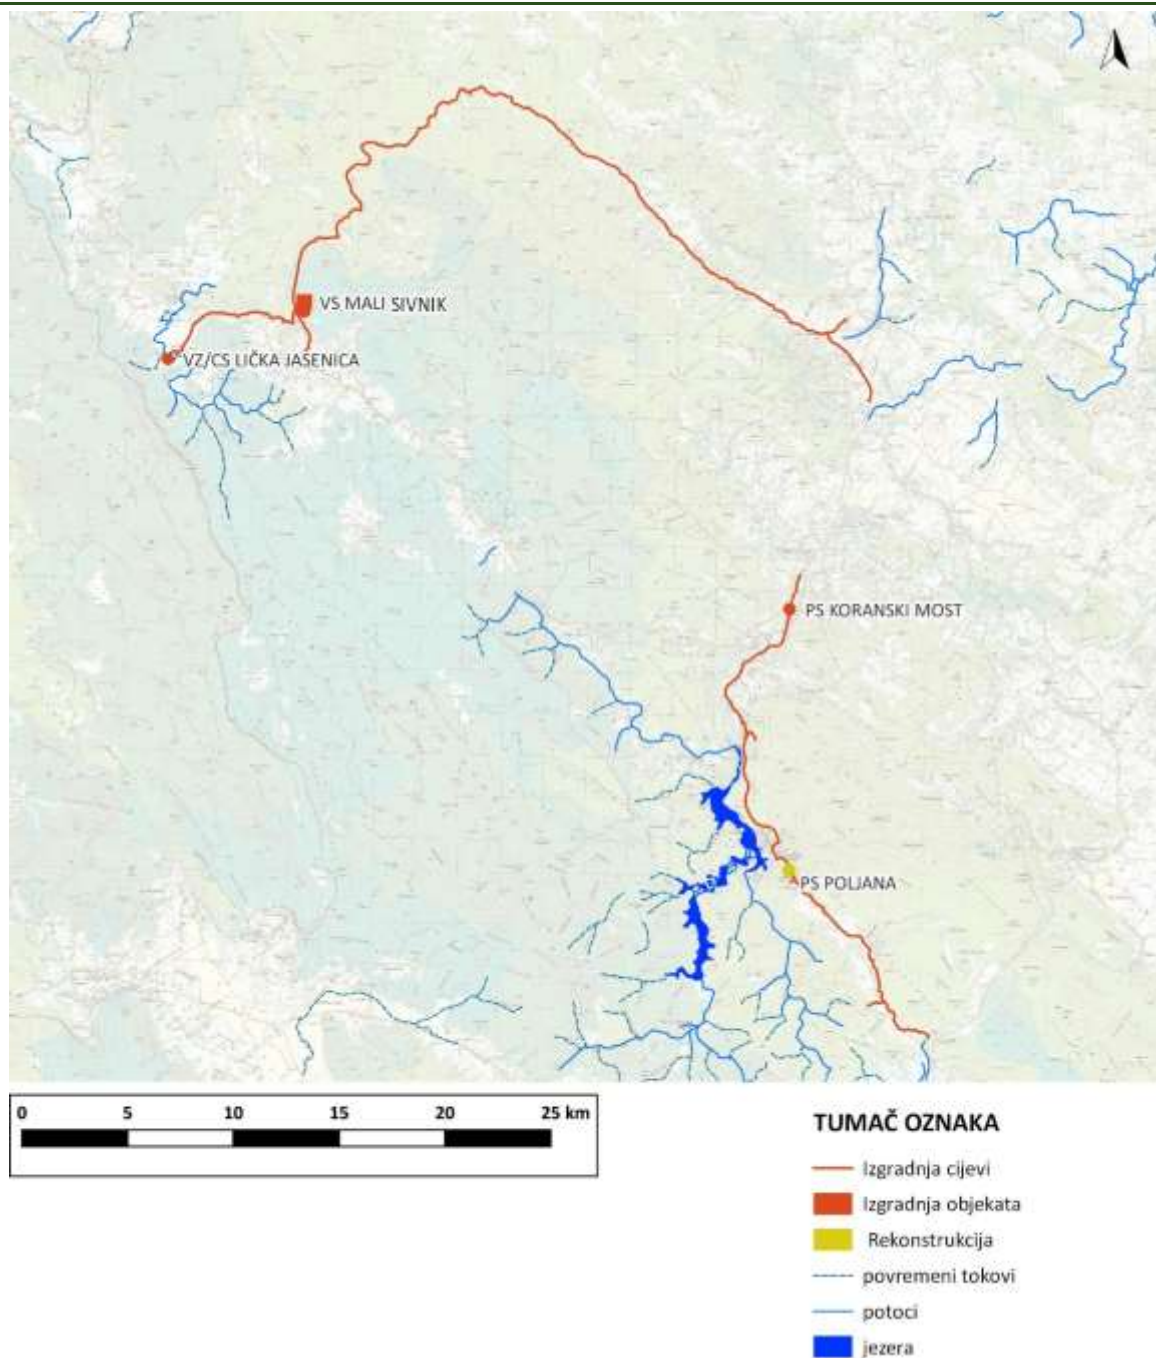 VS MALI SIVNIK
VZ/CS LIČKA JASENICA
PS KORANSKI MOST
PS POLJANA
0 5 10 15 20 25 km
TUMAČ OZNAKA
Izgradnja cijevi
Izgradnja objekata
Rekonstrukcija
povremeni tokovi
potoci
jezera